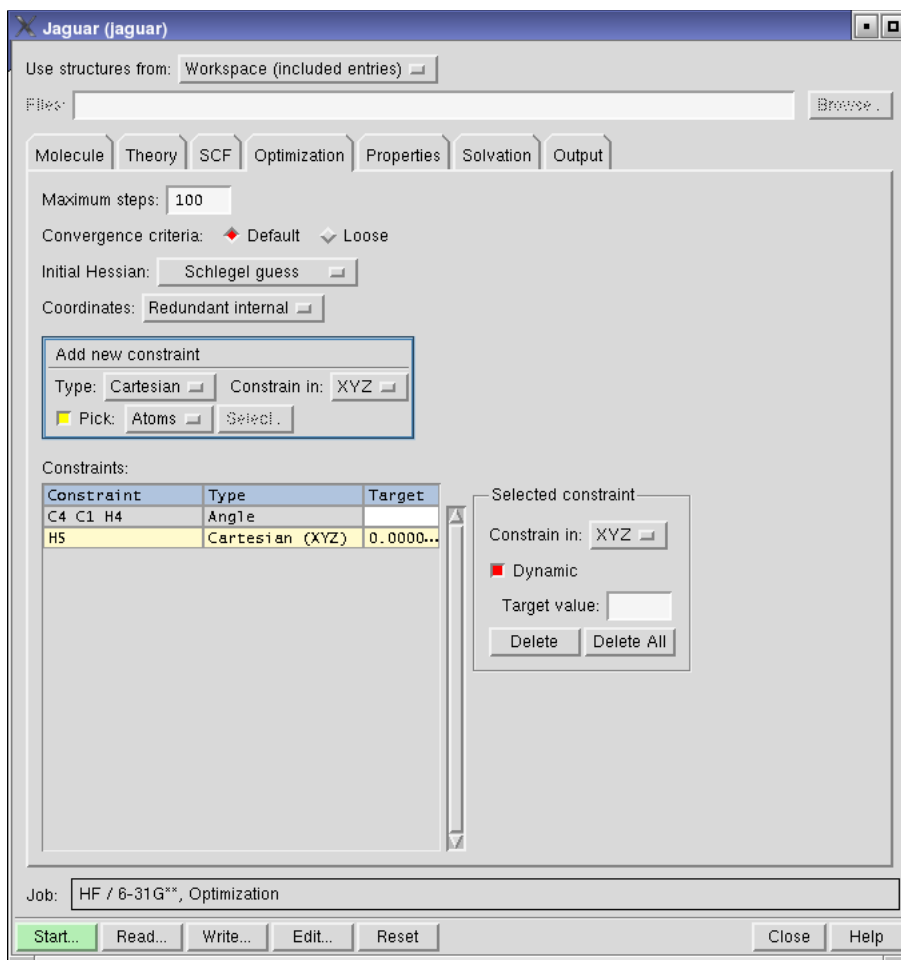 Jaguar (jaguar)
Use structures from: Workspace (included entries)
Files: Browse..
Molecule Theory SCF Optimization Properties Solvation Output
Maximum steps: 100
Convergence criteria: Default Loose
Initial Hessian: Schlegel guess
Coordinates: Redundant internal
Add new constraint
Type: Cartesian Constrain in: XYZ
Pick: Atoms Select..
Constraints:
Constraint Type Target
C4 C1 H4 Angle
H5 Cartesian (XYZ) 0.0000...
Selected constraint
Constrain in: XYZ
Dynamic
Target value:
Delete Delete All
Job: HF / 6-31G**, Optimization
Start... Read... Write... Edit... Reset Close Help